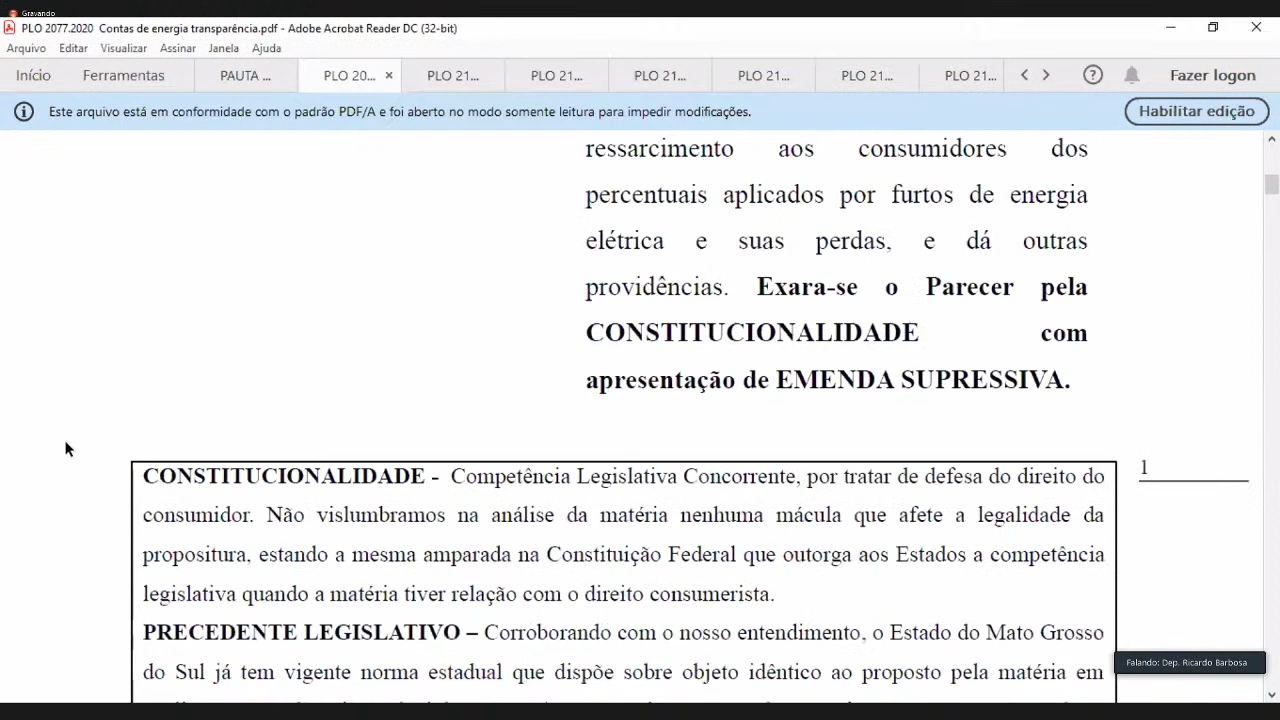 Gravando
PLO 2077.2020 Contas de energia transparência.pdf - Adobe Acrobat Reader DC (32-bit)
Arquivo Editar Visualizar Assinar Janela Ajuda
Início Ferramentas PAUTA ... PLO 20... × PLO 21... PLO 21... PLO 21... PLO 21... PLO 21... PLO 21... Fazer logon
Este arquivo está em conformidade com o padrão PDF/A e foi aberto no modo somente leitura para impedir modificações. Habilitar edição
ressarcimento aos consumidores dos
percentuais aplicados por furtos de energia
elétrica e suas perdas, e dá outras
providências. Exara-se o Parecer pela
CONSTITUCIONALIDADE com
apresentação de EMENDA SUPRESSIVA.
1
CONSTITUCIONALIDADE - Competência Legislativa Concorrente, por tratar de defesa do direito do
consumidor. Não vislumbramos na análise da matéria nenhuma mácula que afete a legalidade da
propositura, estando a mesma amparada na Constituição Federal que outorga aos Estados a competência
legislativa quando a matéria tiver relação com o direito consumerista.
PRECEDENTE LEGISLATIVO – Corroborando com o nosso entendimento, o Estado do Mato Grosso
do Sul já tem vigente norma estadual que dispõe sobre objeto idêntico ao proposto pela matéria em
Falando: Dep. Ricardo Barbosa